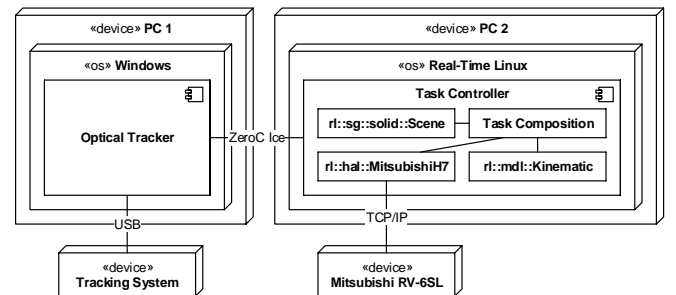 «device» PC 1
«os» Windows
Optical Tracker
USB
«device»
Tracking System
ZeroC Ice
«device» PC 2
«os» Real-Time Linux
Task Controller
rl::sg::solid::Scene
Task Composition
rl::hal::MitsubishiH7
rl::mdl::Kinematic
TCP/IP
«device»
Mitsubishi RV-6SL